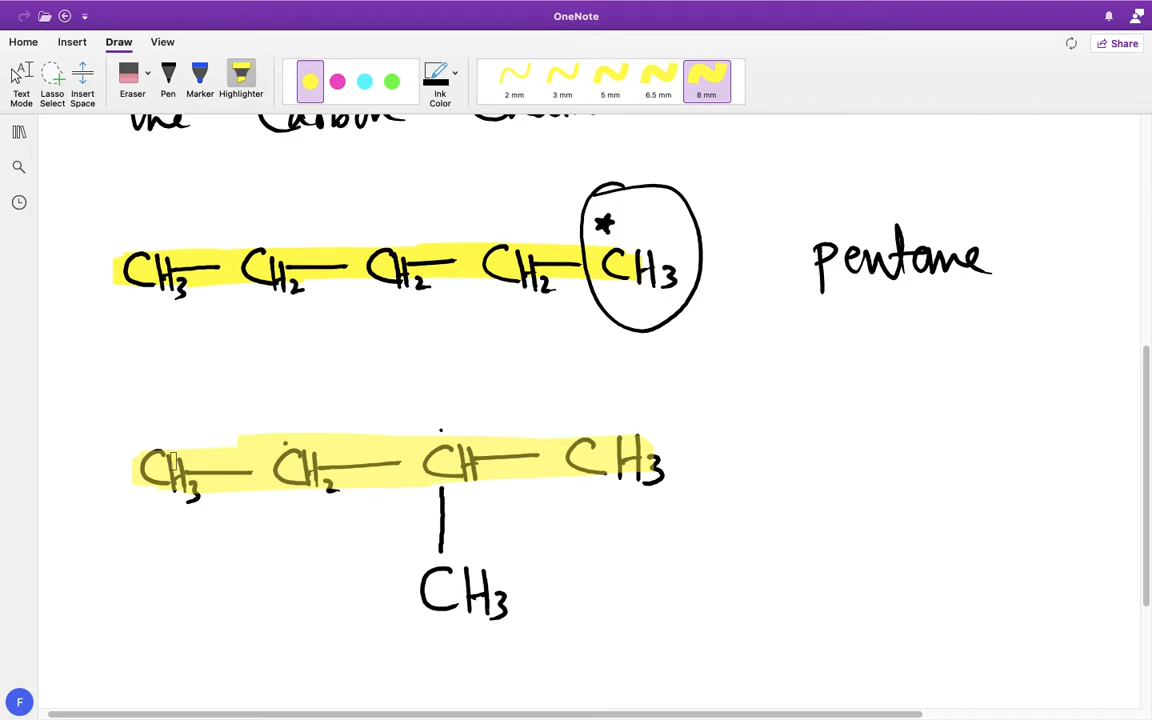 OneNote
Home Insert Draw View
Share
Text Mode Lasso Select Insert Space Eraser Pen Marker Highlighter Ink Color 2 mm 3 mm 5 mm 6.5 mm 8 mm
the Carbon
★
CH3—CH2—CH2—CH2—CH3 pentane
CH3—CH2—CH—CH3
|
CH3
F